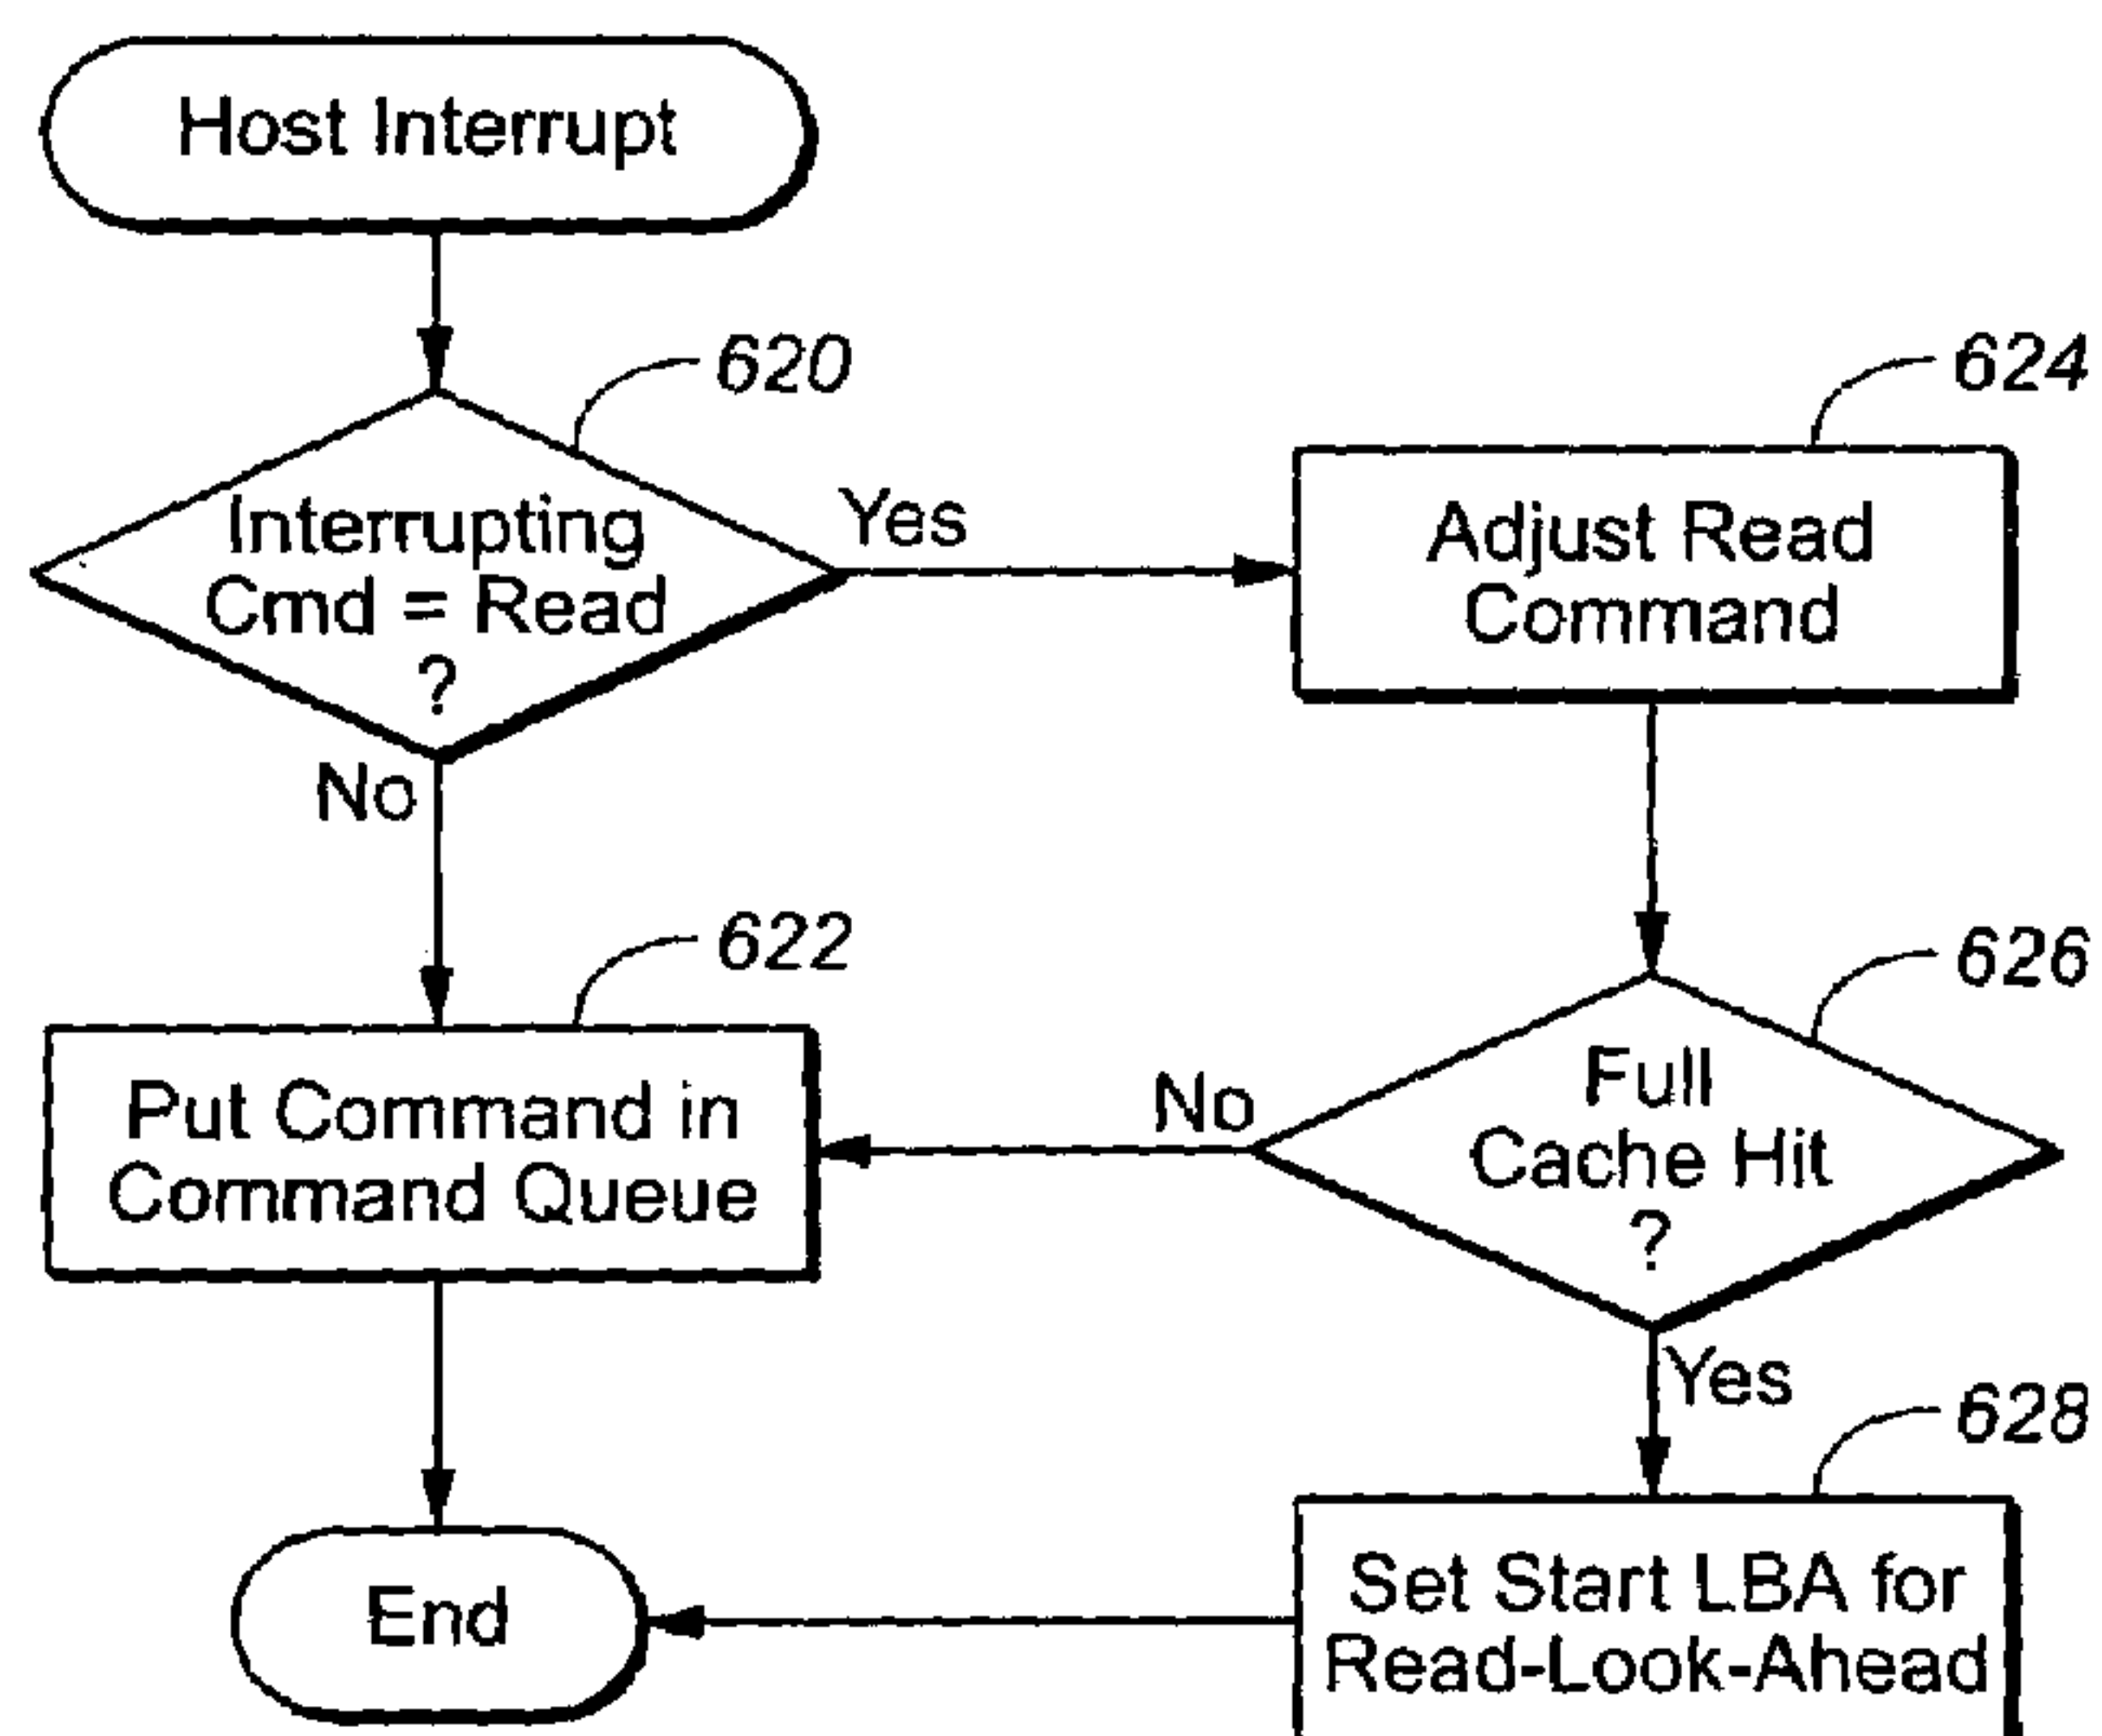 Host Interrupt
620
624
Interrupting
Cmd = Read
?
Yes
Adjust Read
Command
No
622
626
Put Command in
Command Queue
No
Full
Cache Hit
?
Yes
628
End
Set Start LBA for
Read-Look-Ahead